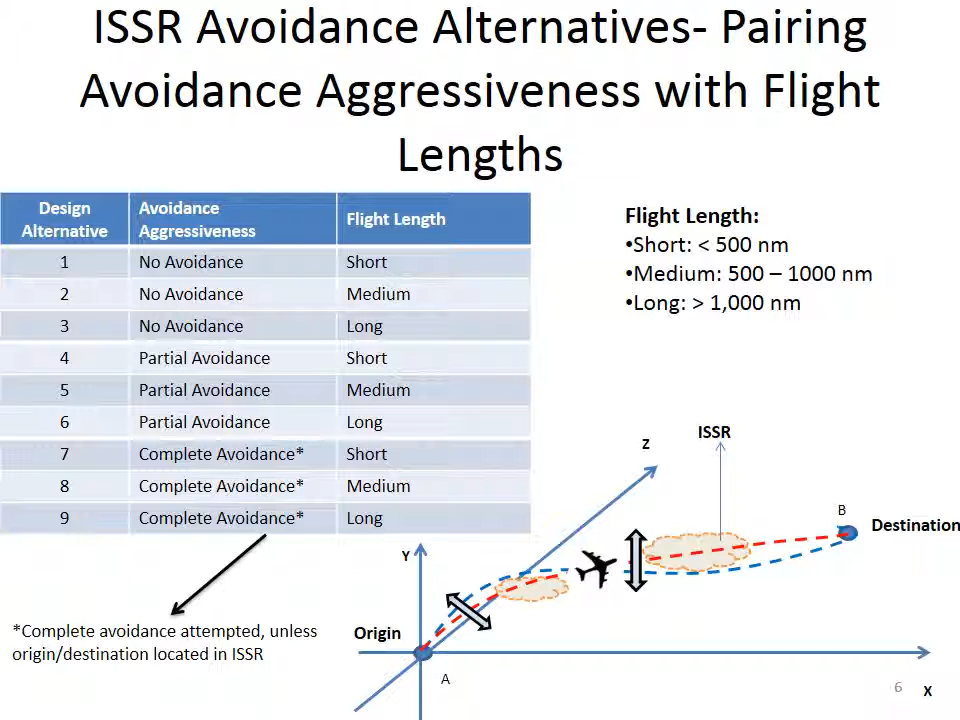 ISSR Avoidance Alternatives- Pairing
Avoidance Aggressiveness with Flight
Lengths
Design Alternative Avoidance Aggressiveness Flight Length
1 No Avoidance Short
2 No Avoidance Medium
3 No Avoidance Long
4 Partial Avoidance Short
5 Partial Avoidance Medium
6 Partial Avoidance Long
7 Complete Avoidance* Short
8 Complete Avoidance* Medium
9 Complete Avoidance* Long
Flight Length:
•Short: < 500 nm
•Medium: 500 – 1000 nm
•Long: > 1,000 nm
ISSR
Z
B
Destination
Y
Origin
A
X
*Complete avoidance attempted, unless
origin/destination located in ISSR
6